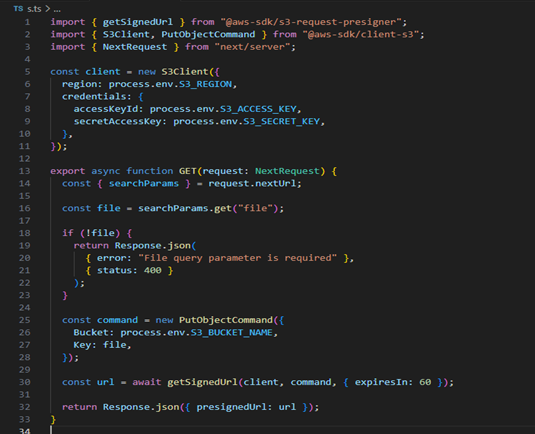 TS s.ts > ...
1 import { getSignedUrl } from "@aws-sdk/s3-request-presigner";
2 import { S3Client, PutObjectCommand } from "@aws-sdk/client-s3";
3 import { NextRequest } from "next/server";
4
5 const client = new S3Client({
6   region: process.env.S3_REGION,
7   credentials: {
8     accessKeyId: process.env.S3_ACCESS_KEY,
9     secretAccessKey: process.env.S3_SECRET_KEY,
10   },
11 });
12
13 export async function GET(request: NextRequest) {
14   const { searchParams } = request.nextUrl;
15
16   const file = searchParams.get("file");
17
18   if (!file) {
19     return Response.json(
20       { error: "File query parameter is required" },
21       { status: 400 }
22     );
23   }
24
25   const command = new PutObjectCommand({
26     Bucket: process.env.S3_BUCKET_NAME,
27     Key: file,
28   });
29
30   const url = await getSignedUrl(client, command, { expiresIn: 60 });
31
32   return Response.json({ presignedUrl: url });
33 }
34